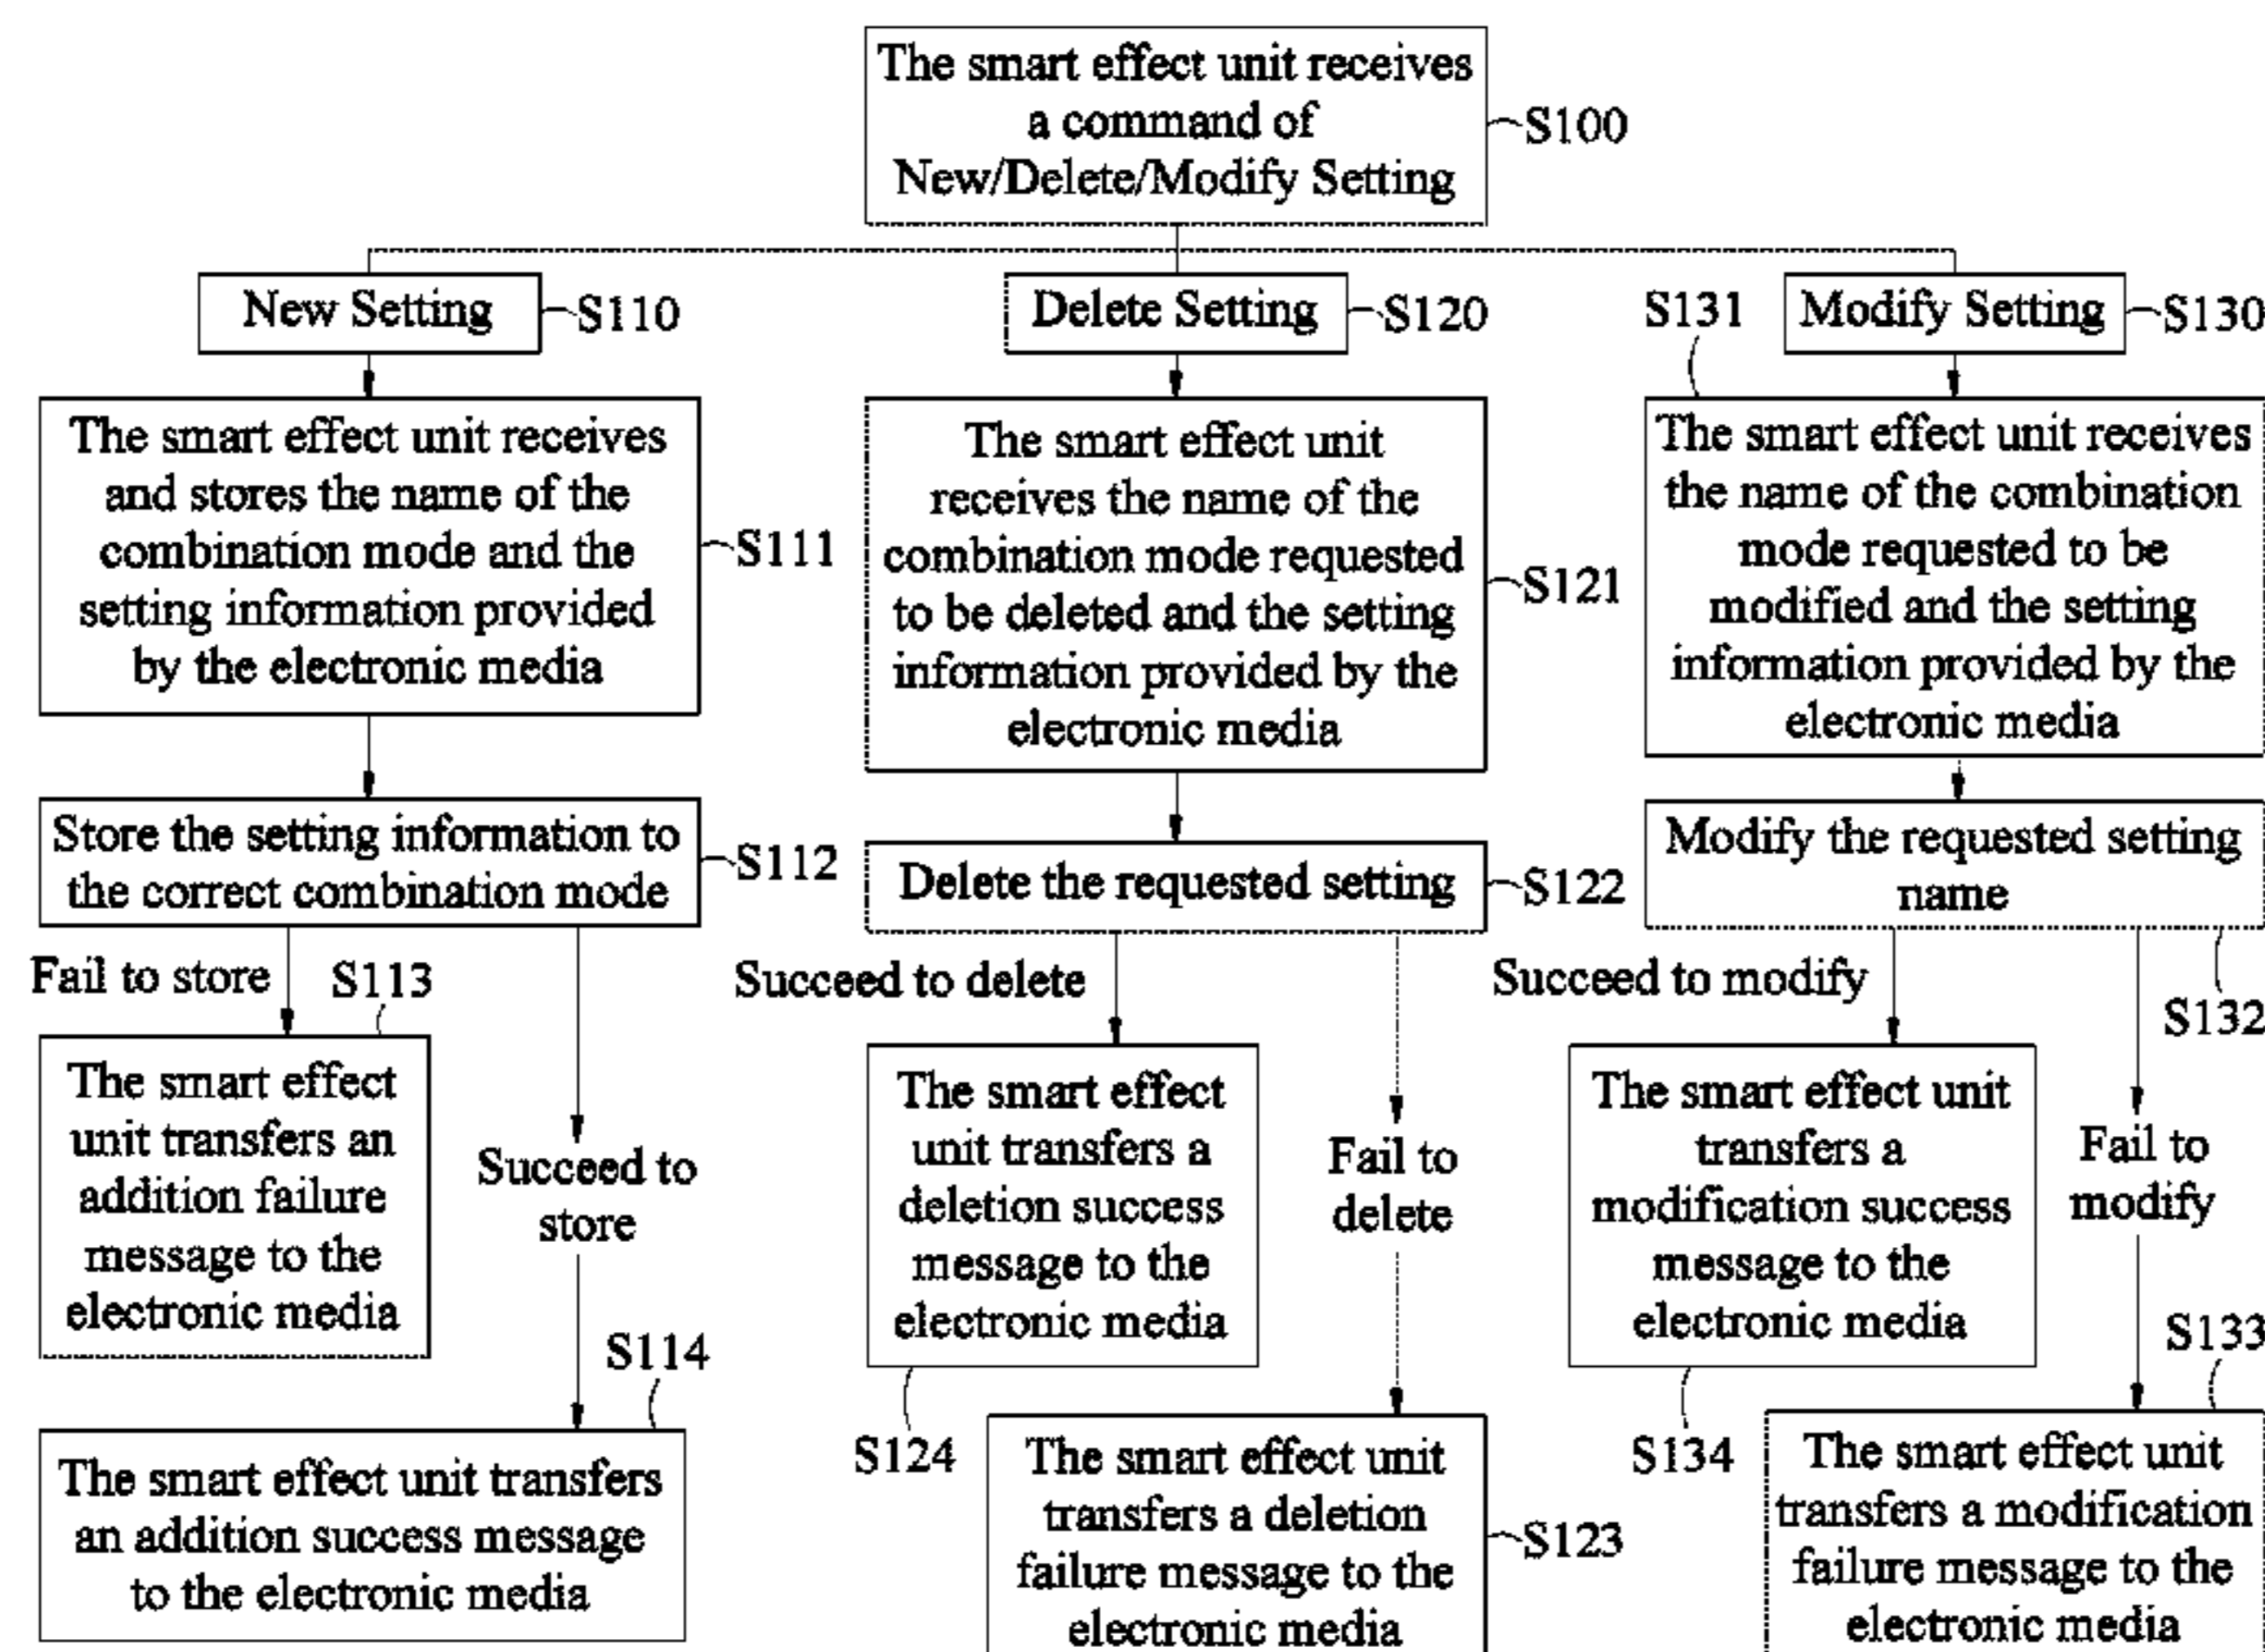 The smart effect unit receives
a command of
New/Delete/Modify Setting
S100
New Setting
S110
The smart effect unit receives
and stores the name of the
combination mode and the
setting information provided
by the electronic media
S111
Store the setting information to
the correct combination mode
S112
Fail to store
S113
The smart effect
unit transfers an
addition failure
message to the
electronic media
Succeed to
store
S114
The smart effect unit transfers
an addition success message
to the electronic media
Delete Setting
S120
The smart effect unit
receives the name of the
combination mode requested
to be deleted and the setting
information provided by the
electronic media
S121
Delete the requested setting
S122
Succeed to delete
The smart effect
unit transfers a
deletion success
message to the
electronic media
S124
Fail to
delete
The smart effect unit
transfers a deletion
failure message to the
electronic media
S123
S131
Modify Setting
S130
The smart effect unit receives
the name of the combination
mode requested to be
modified and the setting
information provided by the
electronic media
Modify the requested setting
name
S132
Succeed to modify
The smart effect unit
transfers a
modification success
message to the
electronic media
S134
Fail to
modify
S133
The smart effect unit
transfers a modification
failure message to the
electronic media